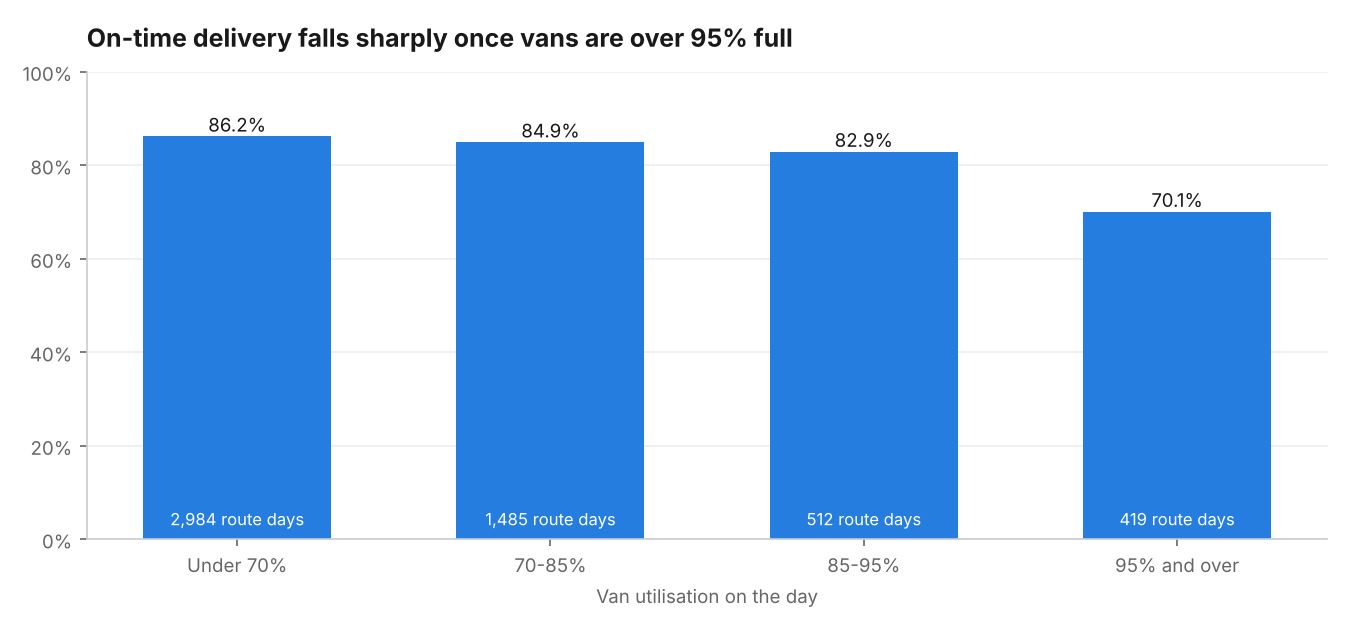 On-time delivery falls sharply once vans are over 95% full
100%
80%
60%
40%
20%
0%
86.2%
84.9%
82.9%
70.1%
2,984 route days
1,485 route days
512 route days
419 route days
Under 70%
70-85%
85-95%
95% and over
Van utilisation on the day